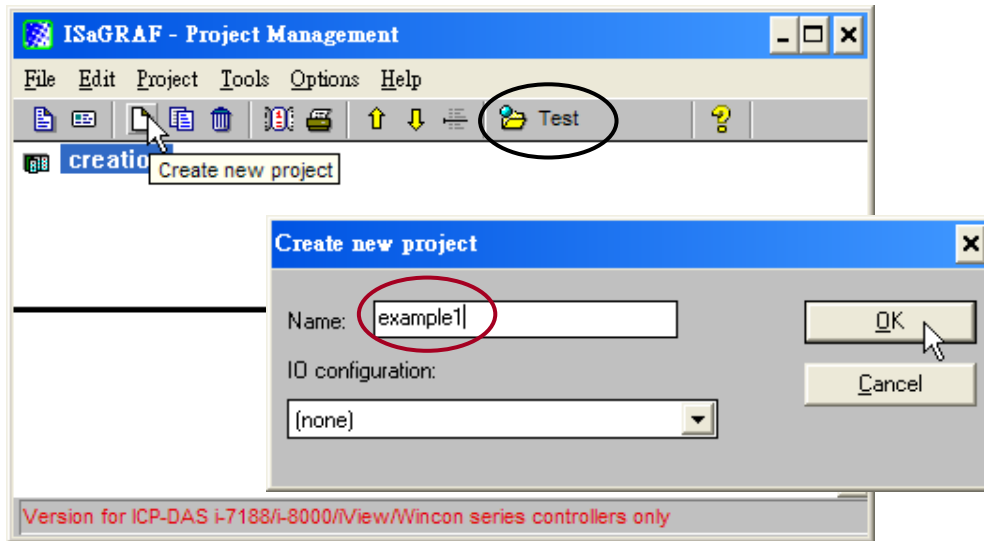 ISaGRAF - Project Management
File Edit Project Tools Options Help
Test
creatio
Create new project
Create new project
Name: example1
OK
IO configuration:
Cancel
(none)
Version for ICP-DAS i-7188/i-8000/iView/Wincon series controllers only